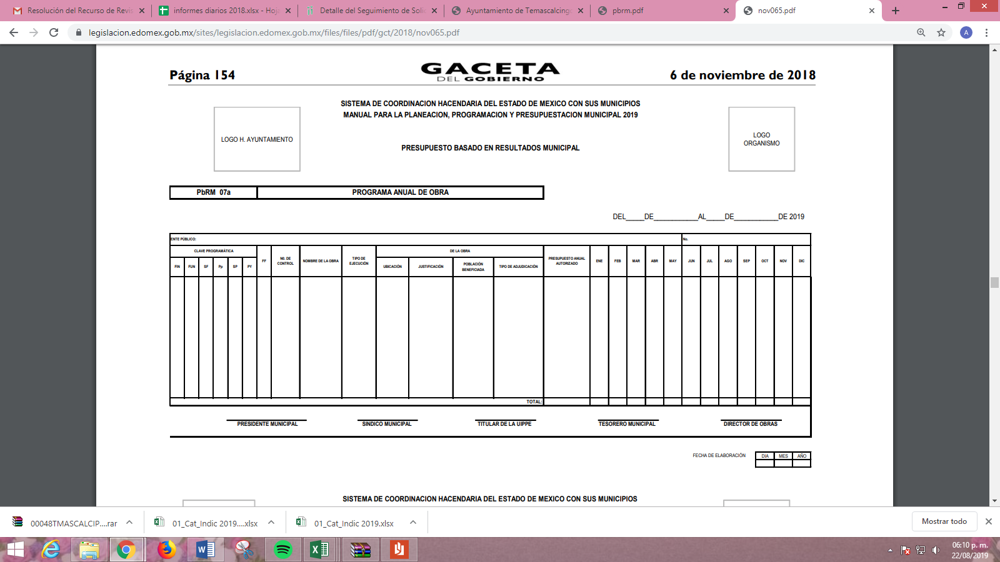 Resolución del Recurso de Revis
informes diarios 2018.xlsx - Hoja
Detalle del Seguimiento de Solic
Ayuntamiento de Temascalcingo
pbrm.pdf
nov065.pdf
legislacion.edomex.gob.mx/sites/legislacion.edomex.gob.mx/files/files/pdf/gct/2018/nov065.pdf
A
Página 154
GACETA
DEL GOBIERNO
6 de noviembre de 2018
SISTEMA DE COORDINACION HACENDARIA DEL ESTADO DE MEXICO CON SUS MUNICIPIOS
MANUAL PARA LA PLANEACION, PROGRAMACION Y PRESUPUESTACION MUNICIPAL 2019
LOGO H. AYUNTAMIENTO
LOGO
ORGANISMO
PRESUPUESTO BASADO EN RESULTADOS MUNICIPAL
PbRM 07a
PROGRAMA ANUAL DE OBRA
DEL_____DE____________AL_____DE____________DE 2019
ENTE PÚBLICO:
No.
CLAVE PROGRAMÁTICA
FF
N0. DE
CONTROL
NOMBRE DE LA OBRA
TIPO DE
EJECUCIÓN
DE LA OBRA
PRESUPUESTO ANUAL
AUTORIZADO
ENE
FEB
MAR
ABR
MAY
JUN
JUL
AGO
SEP
OCT
NOV
DIC
FIN
FUN
SF
Pp
SP
PY
UBICACIÓN
JUSTIFICACIÓN
POBLACIÓN
BENEFICIADA
TIPO DE ADJUDICACIÓN
TOTAL:
PRESIDENTE MUNICIPAL
SINDICO MUNICIPAL
TITULAR DE LA UIPPE
TESORERO MUNICIPAL
DIRECTOR DE OBRAS
FECHA DE ELABORACIÓN
DIA
MES
AÑO
SISTEMA DE COORDINACION HACENDARIA DEL ESTADO DE MEXICO CON SUS MUNICIPIOS
00048TMASCALCIP....rar
01_Cat_Indic 2019....xlsx
01_Cat_Indic 2019.xlsx
Mostrar todo
06:10 p. m.
22/08/2019